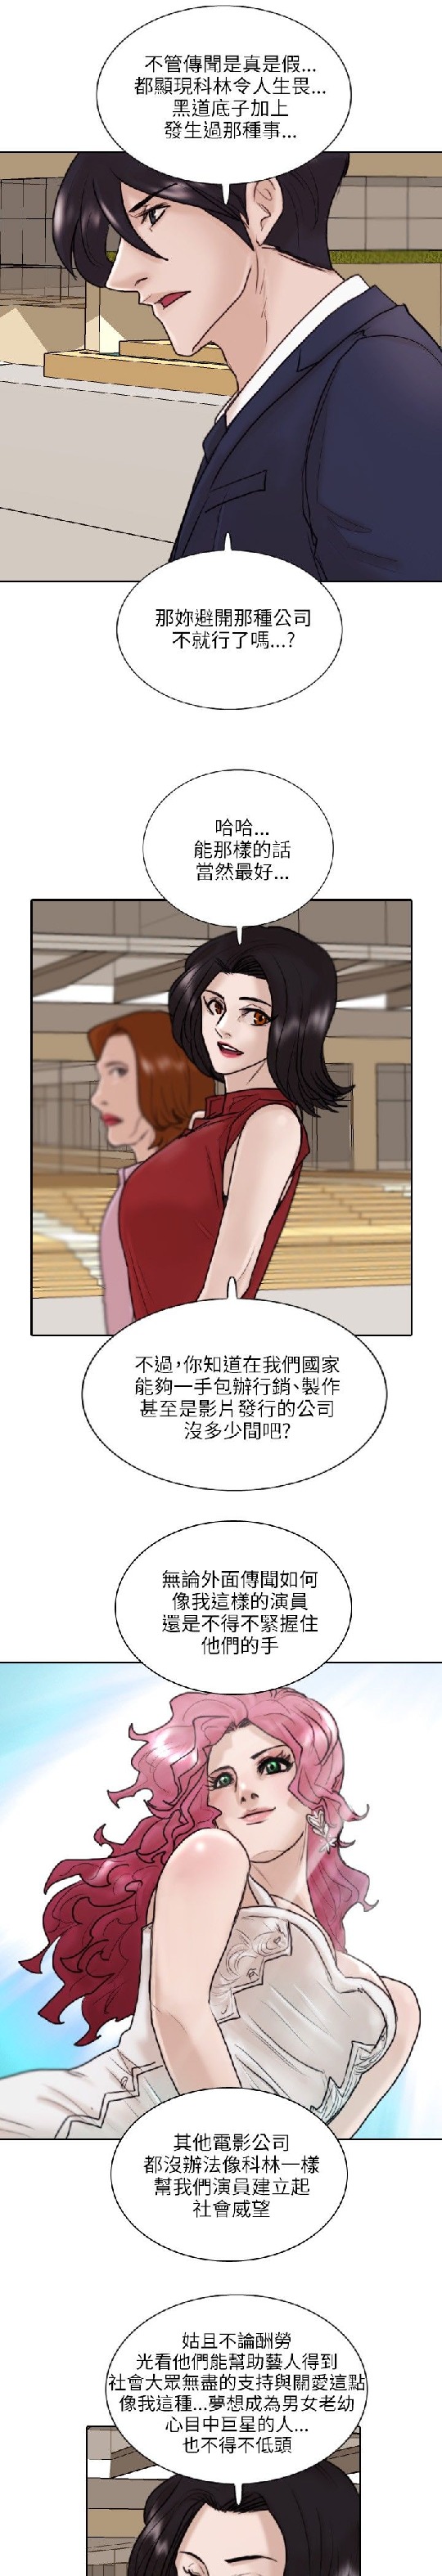 不管傳聞是真是假...
都顯現科林令人生畏...
黑道底子加上
發生過那種事...
那妳避開那種公司
不就行了嗎...?
哈哈...
能那樣的話
當然最好...
不過,你知道在我們國家
能夠一手包辦行銷、製作
甚至是影片發行的公司
沒多少間吧?
無論外面傳聞如何
像我這樣的演員
還是不得不緊握住
他們的手
其他電影公司
都沒辦法像科林一樣
幫我們演員建立起
社會威望
姑且不論酬勞
光看他們能幫助藝人得到
社會大眾無盡的支持與關愛這點
像我這種...夢想成為男女老幼
心目中巨星的人...
也不得不低頭